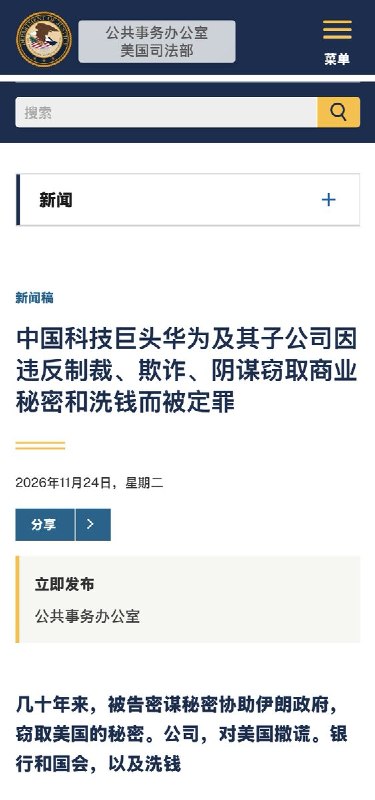 公共事务办公室
美国司法部
菜单
搜索
新闻
新闻稿
中国科技巨头华为及其子公司因
违反制裁、欺诈、阴谋窃取商业
秘密和洗钱而被定罪
2026年11月24日，星期二
分享
立即发布
公共事务办公室
几十年来，被告密谋秘密协助伊朗政府，
窃取美国的秘密。公司，对美国撒谎。银
行和国会，以及洗钱